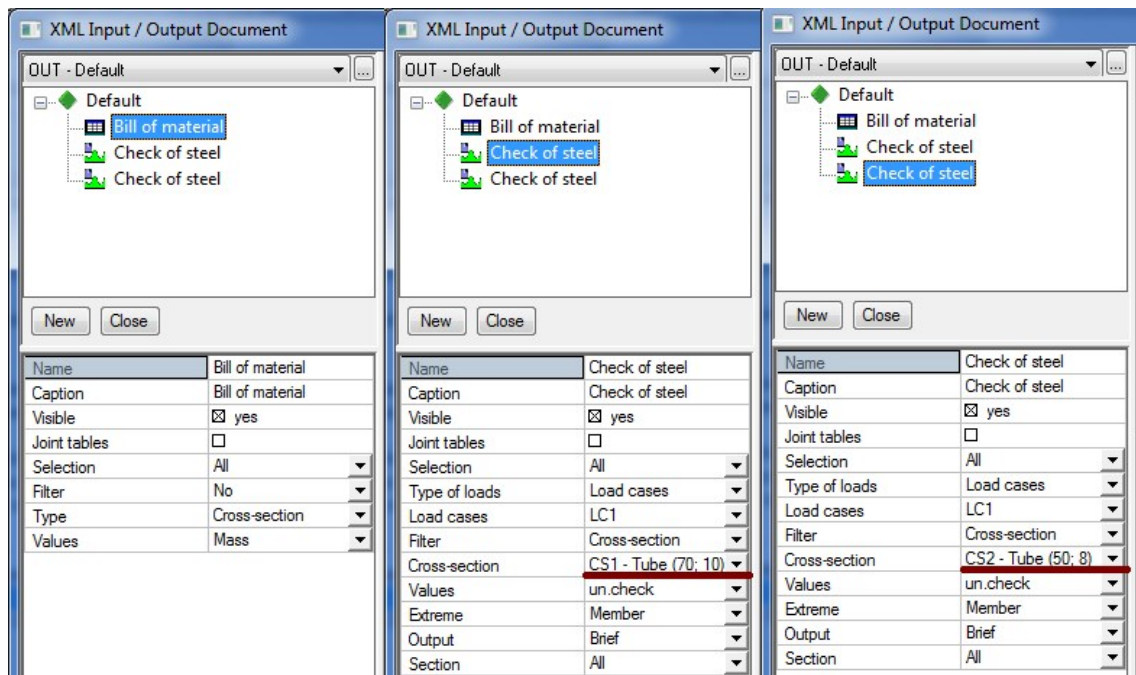 XML Input / Output Document
OUT - Default
...
Default
Bill of material
Check of steel
Check of steel
New Close
Name Bill of material
Caption Bill of material
Visible yes
Joint tables
Selection All
Filter No
Type Cross-section
Values Mass
XML Input / Output Document
OUT - Default
...
Default
Bill of material
Check of steel
Check of steel
New Close
Name Check of steel
Caption Check of steel
Visible yes
Joint tables
Selection All
Type of loads Load cases
Load cases LC1
Filter Cross-section
Cross-section CS1 - Tube (70; 10)
Values un.check
Extreme Member
Output Brief
Section All
XML Input / Output Document
OUT - Default
...
Default
Bill of material
Check of steel
Check of steel
New Close
Name Check of steel
Caption Check of steel
Visible yes
Joint tables
Selection All
Type of loads Load cases
Load cases LC1
Filter Cross-section
Cross-section CS2 - Tube (50; 8)
Values un.check
Extreme Member
Output Brief
Section All